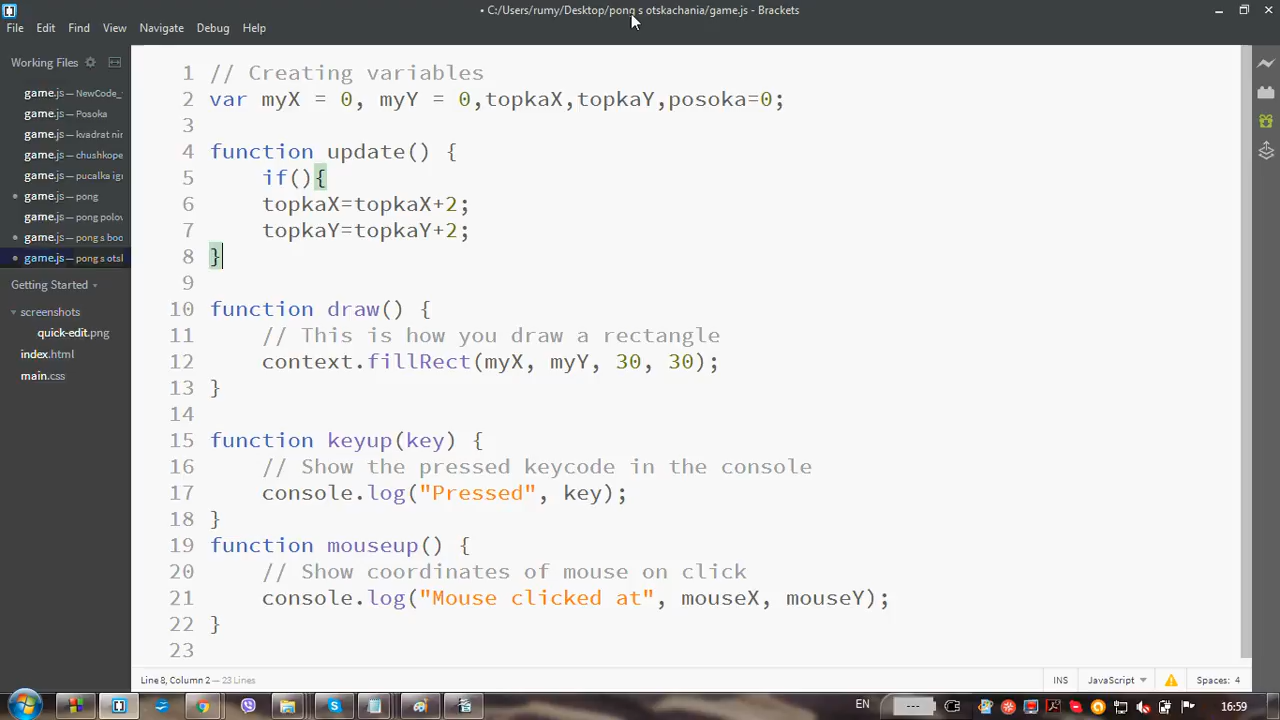 • C:/Users/rumy/Desktop/pong s otskachania/game.js - Brackets
File Edit View Navigate Debug Help
Working Files
game.js — NewCode_
game.js — Posoka
game.js — kvadrat nir
game.js — chushkope
game.js — pucalka igr
game.js — pong
game.js — pong polov
game.js — pong s boo
game.js — pong s otsl
Getting Started
screenshots
quick-edit.png
index.html
main.css
1 // Creating variables
2 var myX = 0, myY = 0,topkaX,topkaY,posoka=0;
3
4 function update() {
5 if(){
6 topkaX=topkaX+2;
7 topkaY=topkaY+2;
8 }
9
10 function draw() {
11 // This is how you draw a rectangle
12 context.fillRect(myX, myY, 30, 30);
13 }
14
15 function keyup(key) {
16 // Show the pressed keycode in the console
17 console.log("Pressed", key);
18 }
19 function mouseup() {
20 // Show coordinates of mouse on click
21 console.log("Mouse clicked at", mouseX, mouseY);
22 }
23
Line 8, Column 2 — 23 Lines
INS JavaScript Spaces: 4
EN 16:59